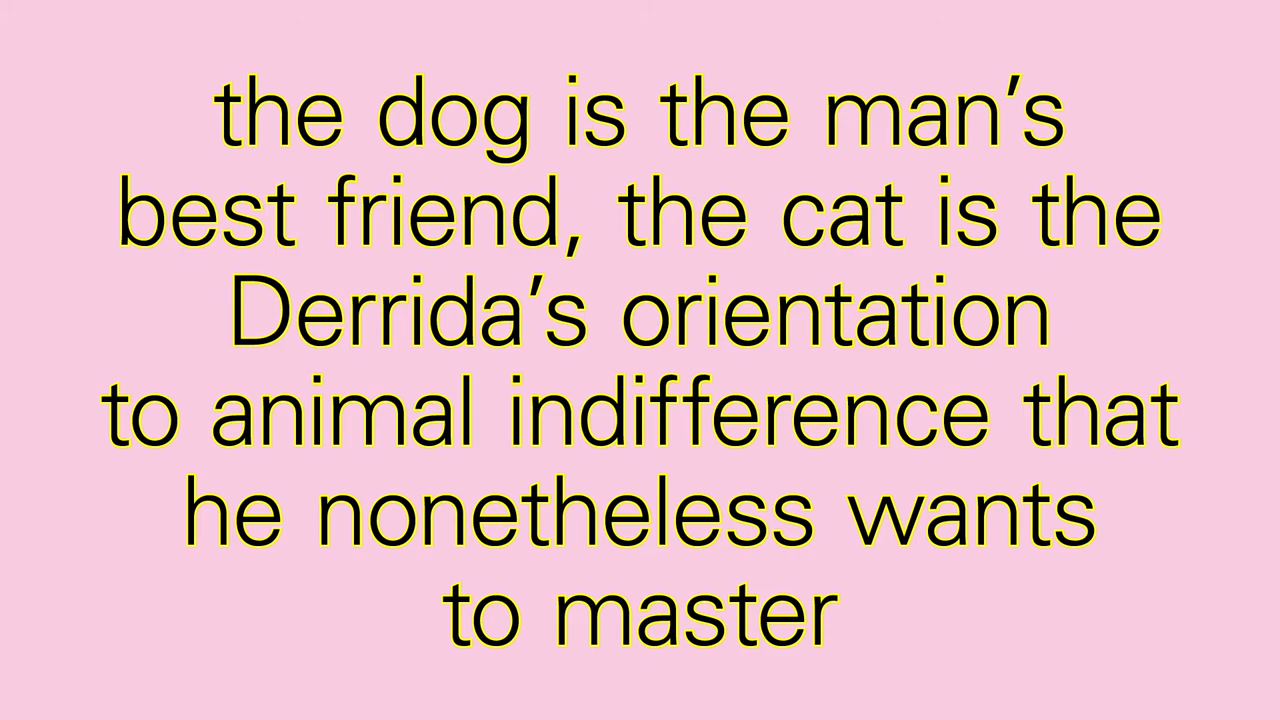 the dog is the man’s
best friend, the cat is the
Derrida’s orientation
to animal indifference that
he nonetheless wants
to master